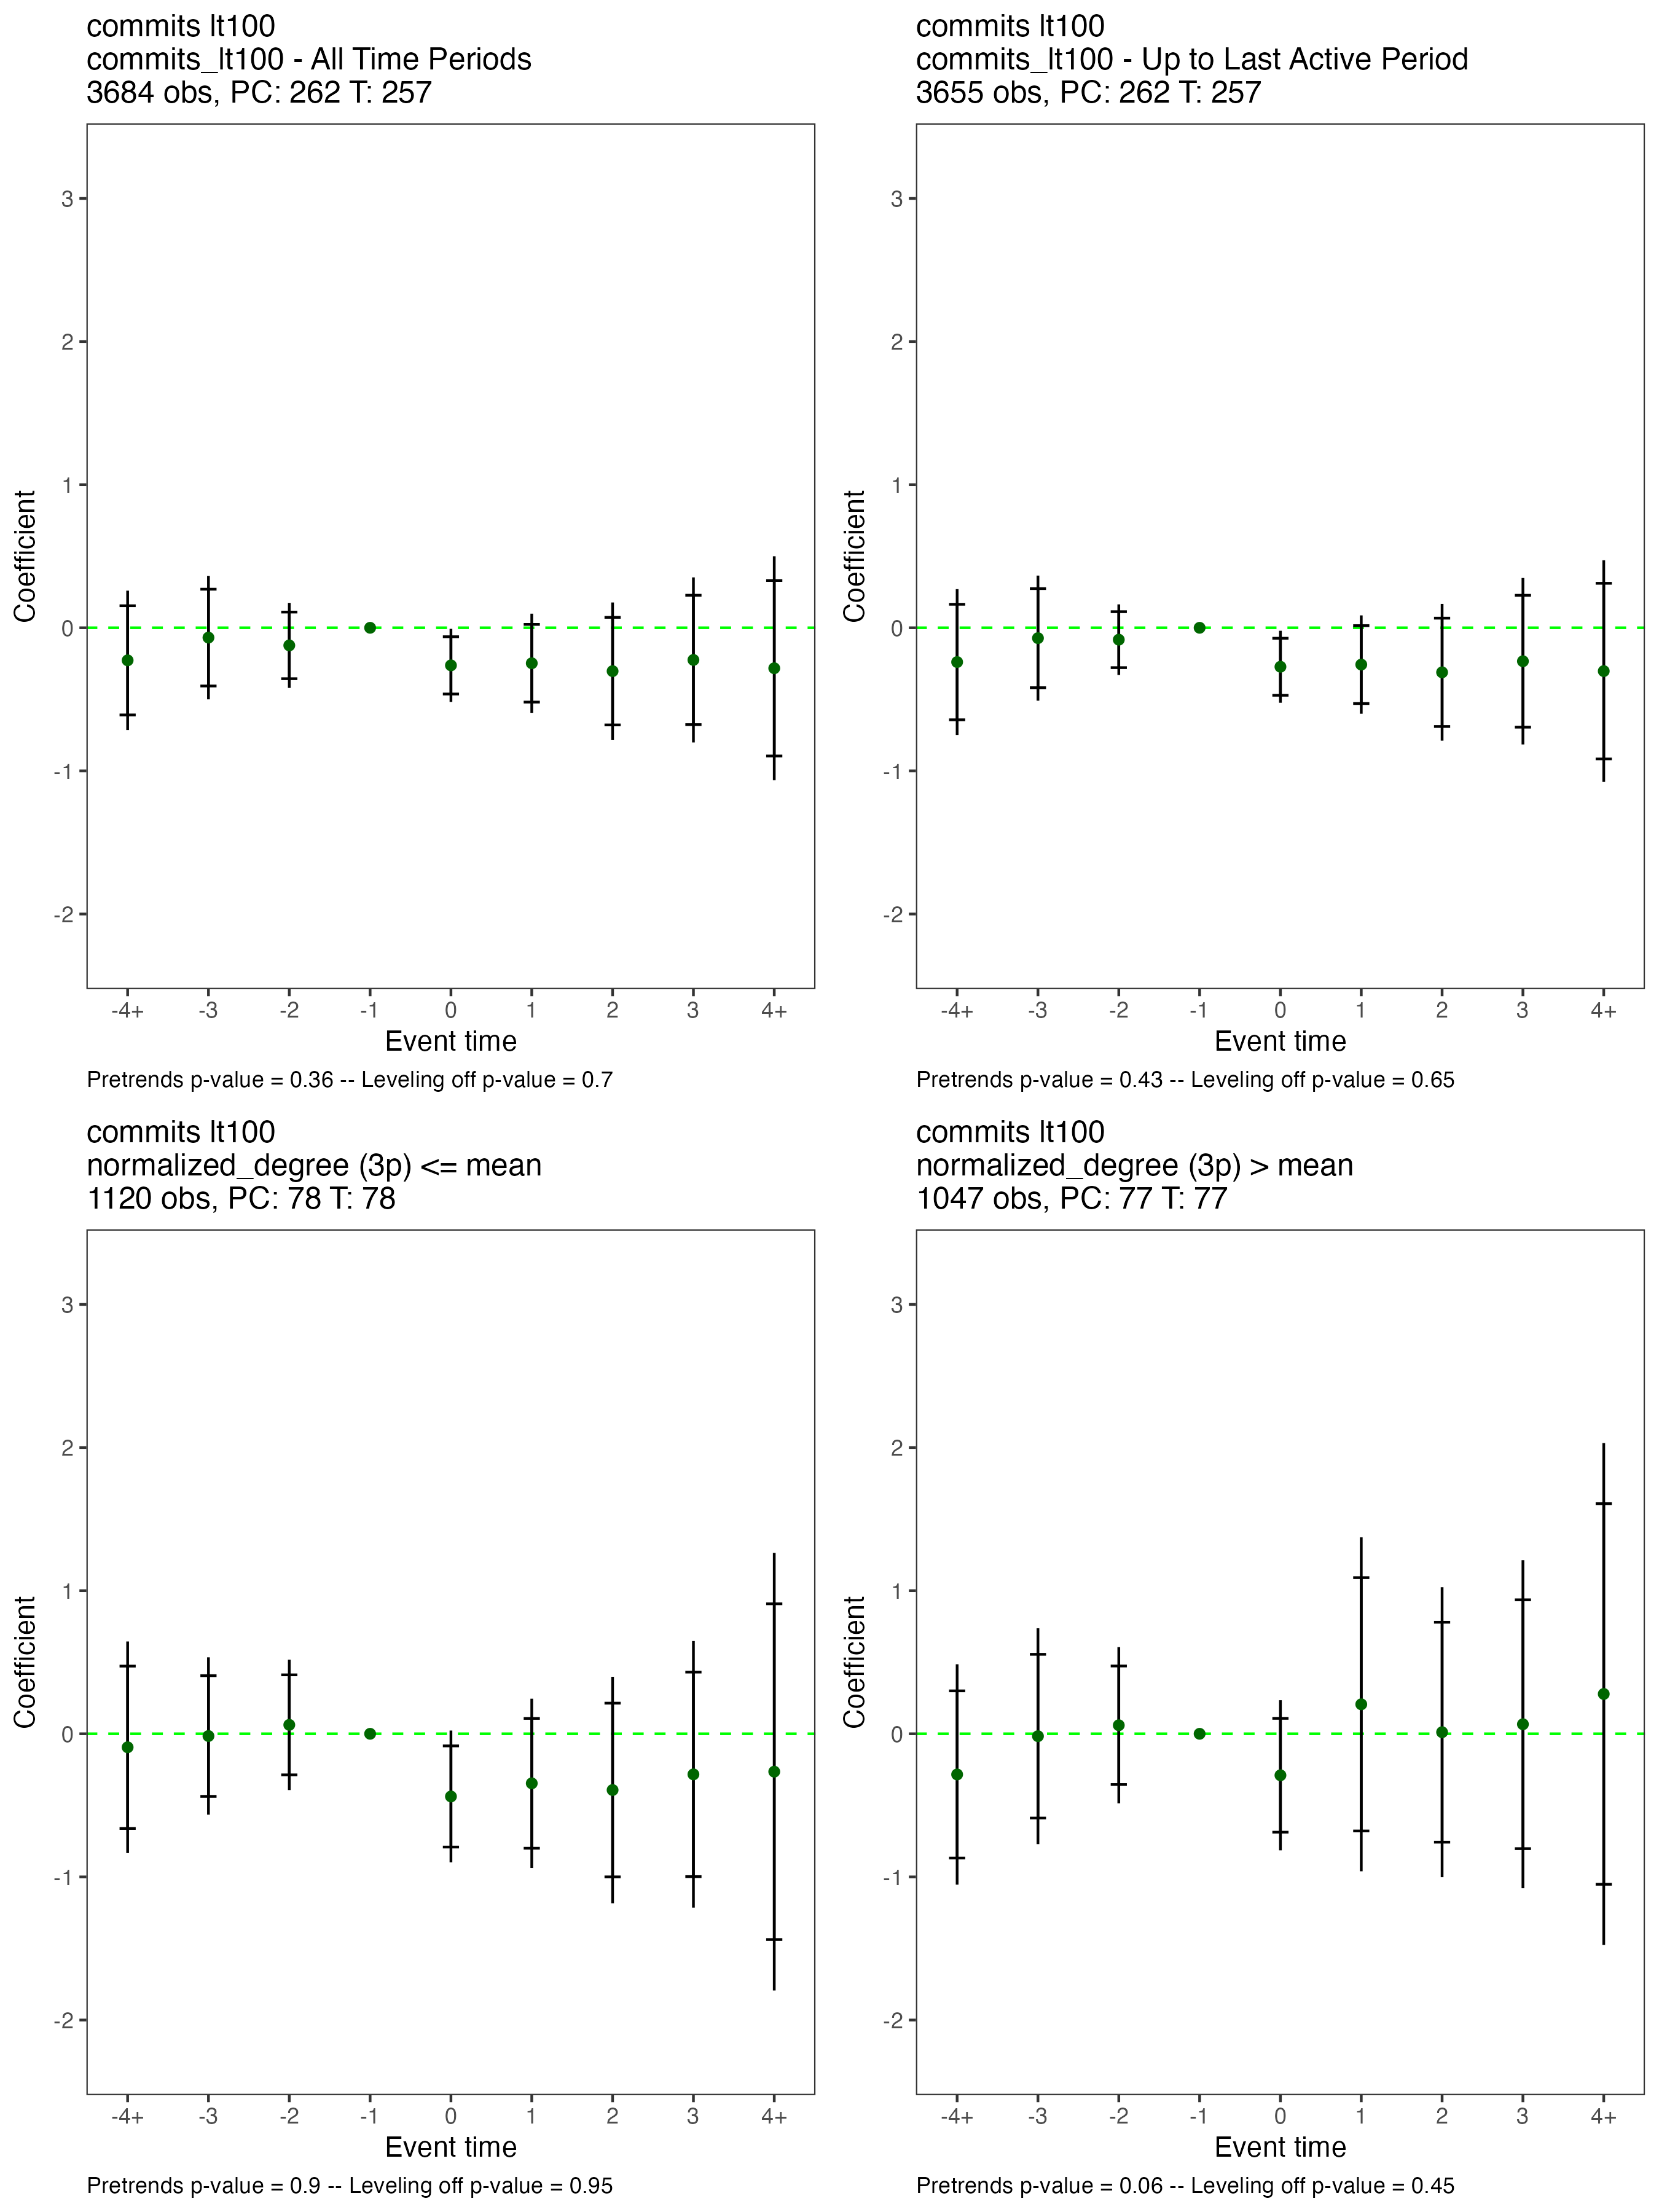 commits lt100
commits_lt100 - All Time Periods
3684 obs, PC: 262 T: 257
3
2
1
0
-1
-2
Coefficient
-4+ -3 -2 -1 0 1 2 3 4+
Event time
Pretrends p-value = 0.36 -- Leveling off p-value = 0.7
commits lt100
commits_lt100 - Up to Last Active Period
3655 obs, PC: 262 T: 257
3
2
1
0
-1
-2
Coefficient
-4+ -3 -2 -1 0 1 2 3 4+
Event time
Pretrends p-value = 0.43 -- Leveling off p-value = 0.65
commits lt100
normalized_degree (3p) <= mean
1120 obs, PC: 78 T: 78
3
2
1
0
-1
-2
Coefficient
-4+ -3 -2 -1 0 1 2 3 4+
Event time
Pretrends p-value = 0.9 -- Leveling off p-value = 0.95
commits lt100
normalized_degree (3p) > mean
1047 obs, PC: 77 T: 77
3
2
1
0
-1
-2
Coefficient
-4+ -3 -2 -1 0 1 2 3 4+
Event time
Pretrends p-value = 0.06 -- Leveling off p-value = 0.45